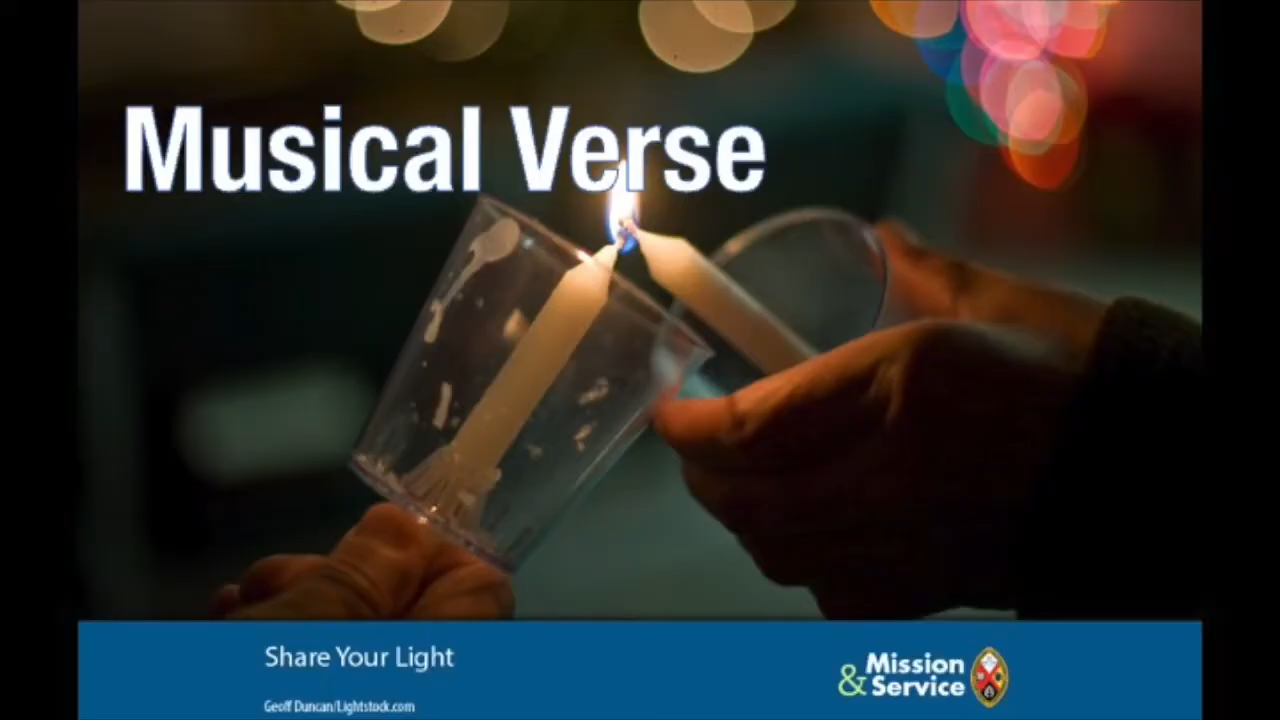 Musical Verse
Share Your Light
Geoff Duncan/Lightstock.com
Mission
& Service